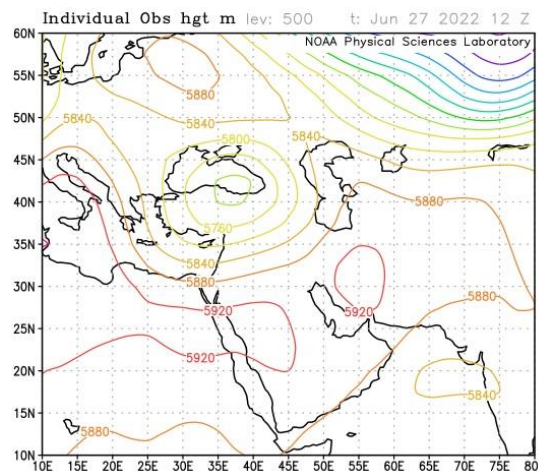 Individual Obs hgt m lev: 500 t: Jun 27 2022 12 Z
NOAA Physical Sciences Laboratory
60N
55N
50N
45N
40N
35N
30N
25N
20N
15N
10N
5880
5840
5840
5800
5840
5880
5760
5840
5880
5920
5920
5880
5920
5840
5880
10E 15E 20E 25E 30E 35E 40E 45E 50E 55E 60E 65E 70E 75E 80E